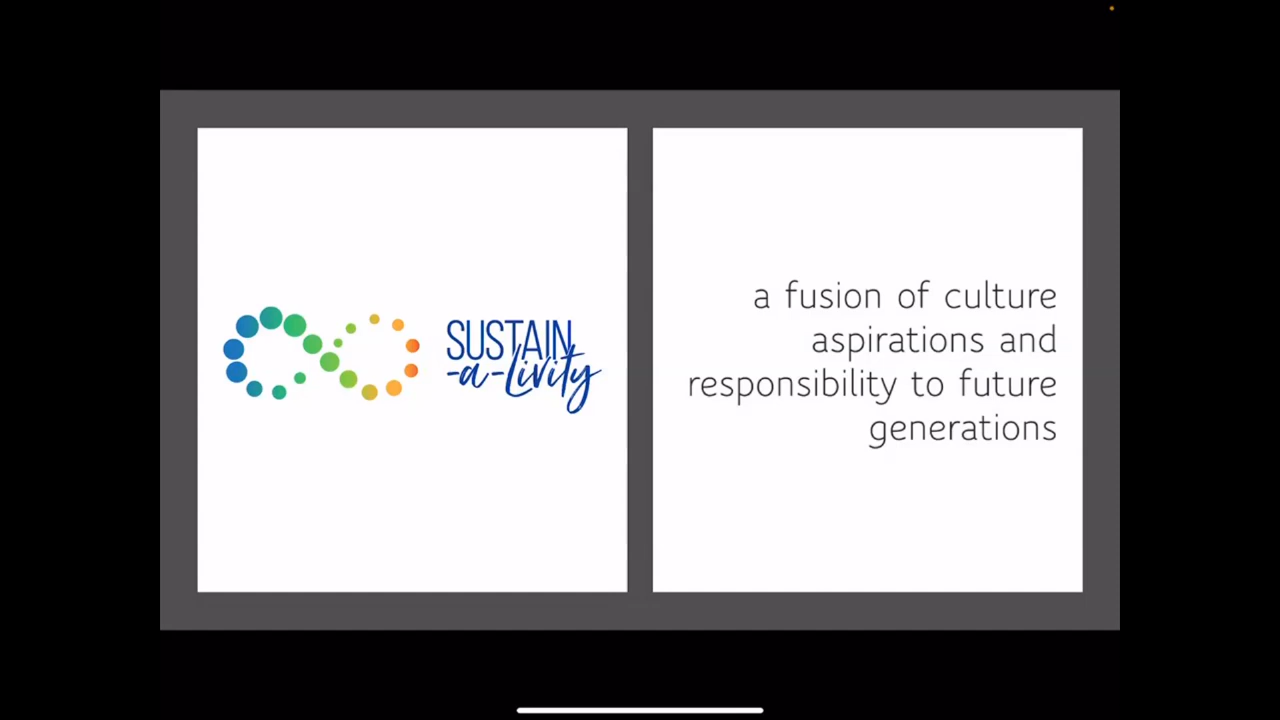 SUSTAIN
-a-Livity
a fusion of culture
aspirations and
responsibility to future
generations